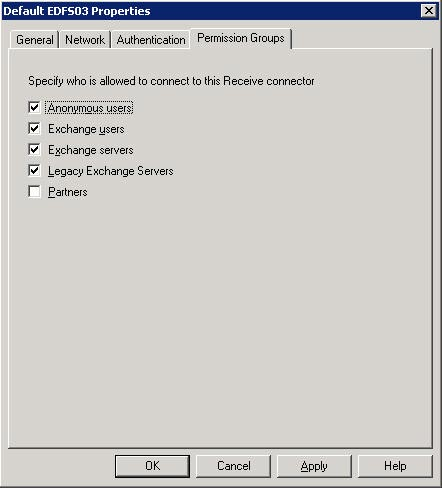 Default EDFS03 Properties
General Network Authentication Permission Groups
Specify who is allowed to connect to this Receive connector
Anonymous users
Exchange users
Exchange servers
Legacy Exchange Servers
Partners
OK Cancel Apply Help